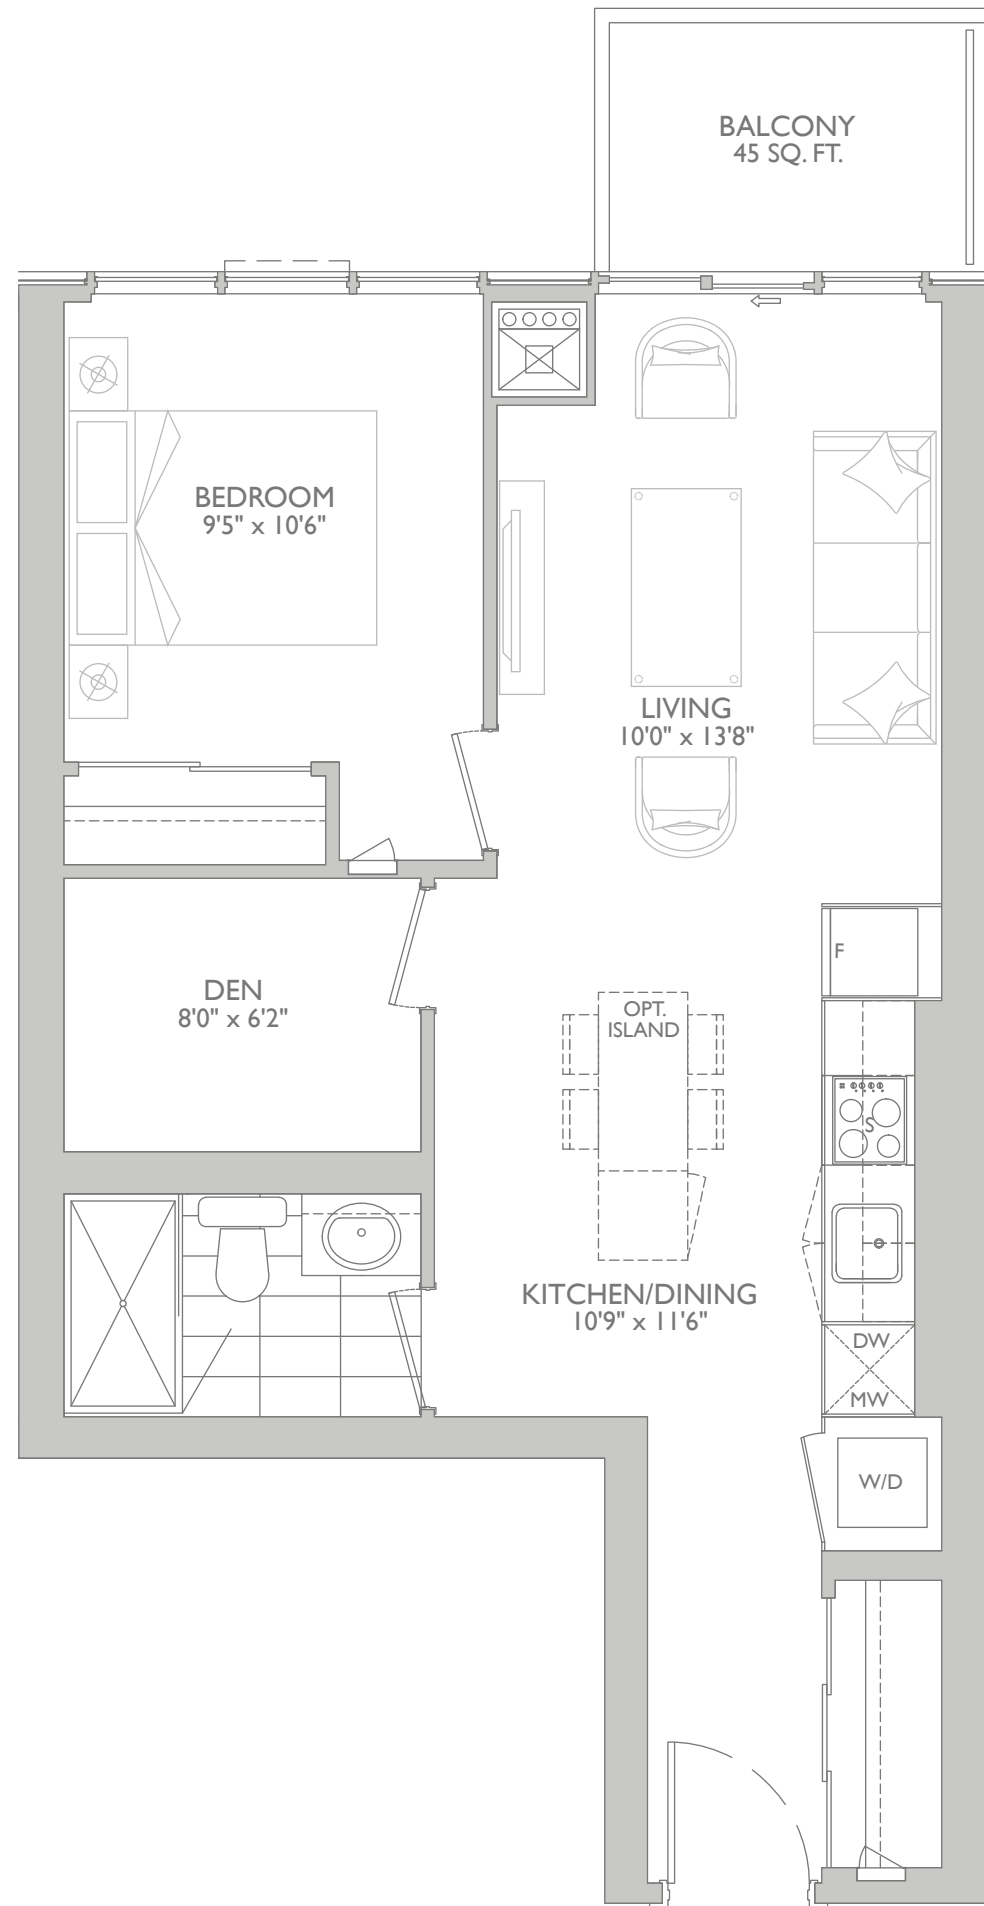 BALCONY
45 SQ. FT.
BEDROOM
9'5" x 10'6"
LIVING
10'0" x 13'8"
F
DEN
8'0" x 6'2"
OPT.
ISLAND
S
KITCHEN/DINING
10'9" x 11'6"
DW
MW
W/D